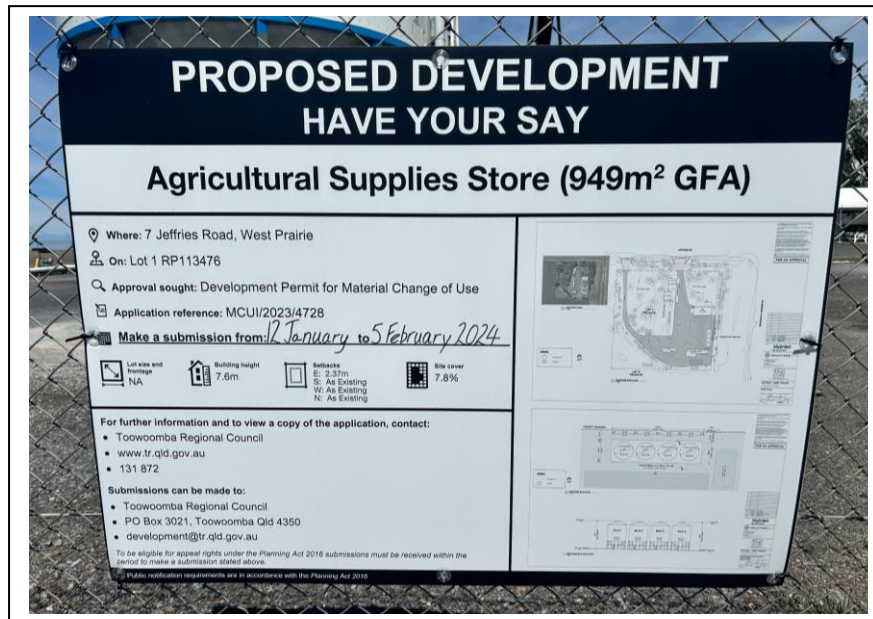 PROPOSED DEVELOPMENT
HAVE YOUR SAY
Agricultural Supplies Store (949m² GFA)
Where: 7 Jeffries Road, West Prairie
On: Lot 1 RP113476
Approval sought: Development Permit for Material Change of Use
Application reference: MCUI/2023/4728
Make a submission from: 12 January to 5 February 2024
Lot size and frontage
NA
Building height
7.6m
Setbacks
E: 2.37m
S: As Existing
W: As Existing
N: As Existing
Site cover
7.8%
For further information and to view a copy of the application, contact:
• Toowoomba Regional Council
• www.tr.qld.gov.au
• 131 872
Submissions can be made to:
• Toowoomba Regional Council
• PO Box 3021, Toowoomba Qld 4350
• development@tr.qld.gov.au
To be eligible for appeal rights under the Planning Act 2016 submissions must be received within the
period to make a submission stated above.
Public notification requirements are in accordance with the Planning Act 2016